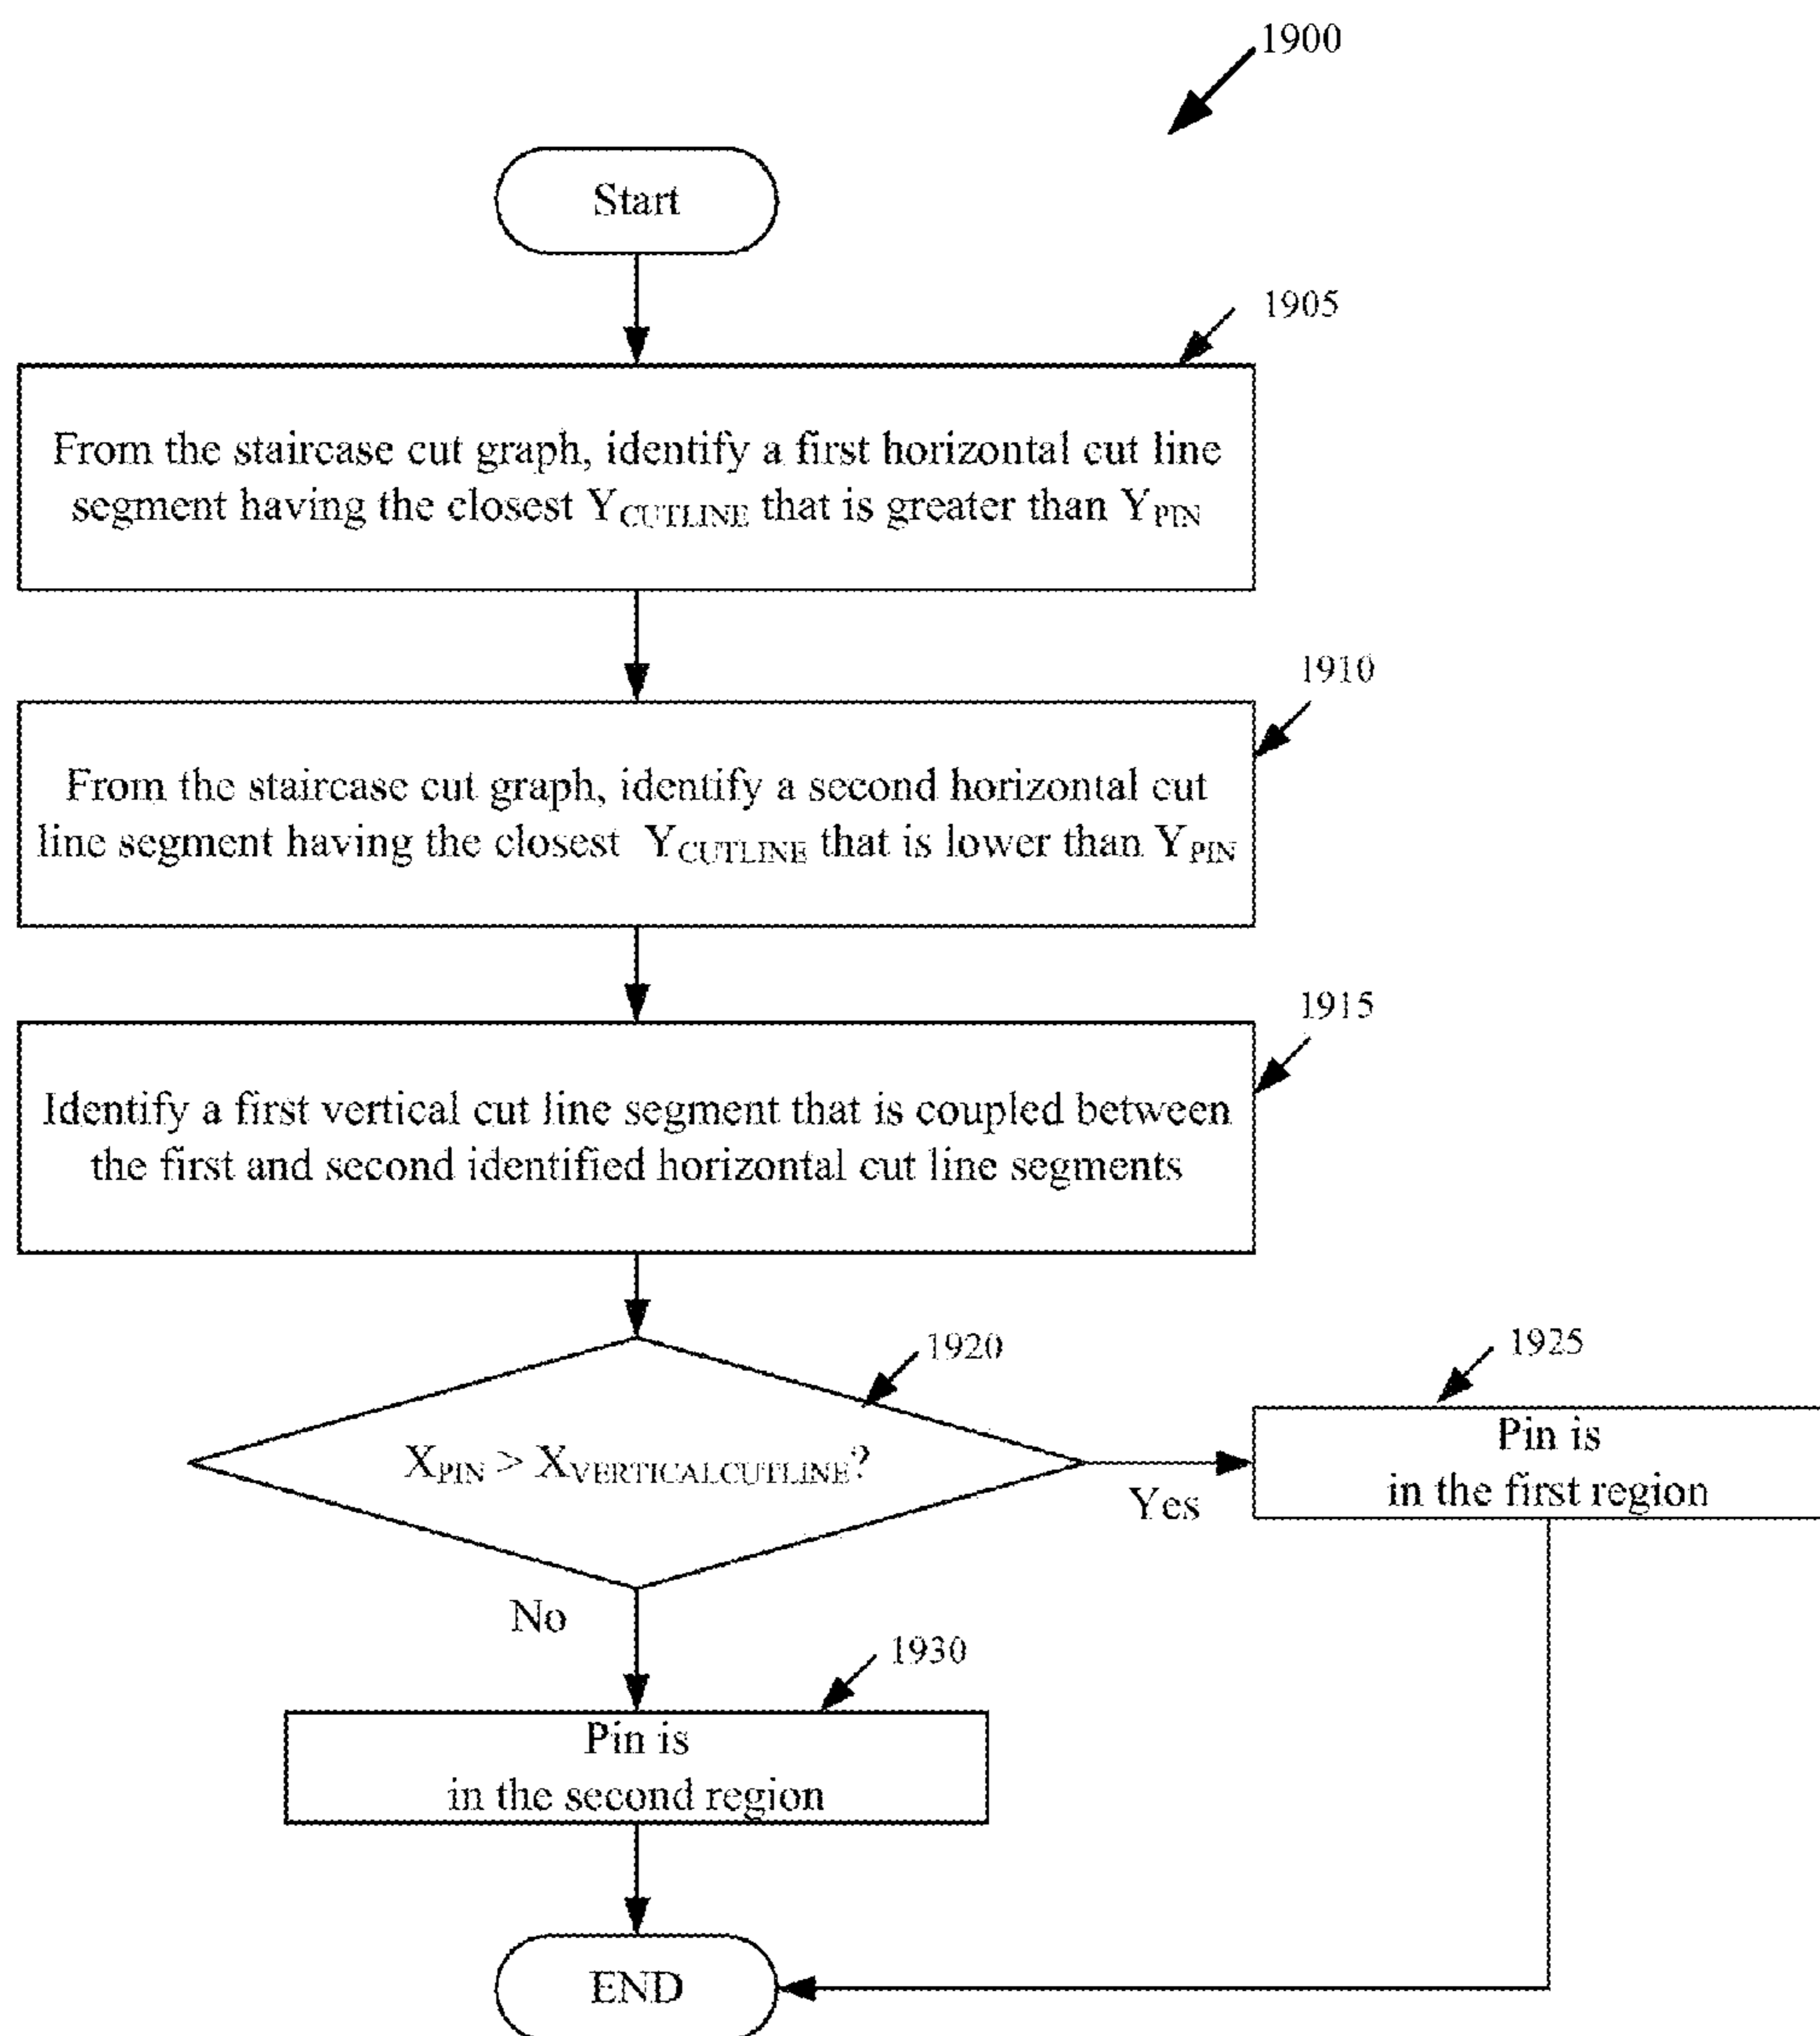 1900
Start
1905
From the staircase cut graph, identify a first horizontal cut line
segment having the closest YCUTLINE that is greater than YPIN
1910
From the staircase cut graph, identify a second horizontal cut
line segment having the closest YCUTLINE that is lower than YPIN
1915
Identify a first vertical cut line segment that is coupled between
the first and second identified horizontal cut line segments
1920
XPIN > XVERTICALCUTLINE?
Yes
1925
Pin is
in the first region
No
1930
Pin is
in the second region
END